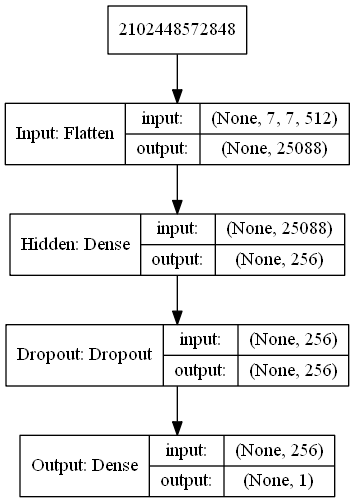 2102448572848
Input: Flatten
input: (None, 7, 7, 512)
output: (None, 25088)
Hidden: Dense
input: (None, 25088)
output: (None, 256)
Dropout: Dropout
input: (None, 256)
output: (None, 256)
Output: Dense
input: (None, 256)
output: (None, 1)